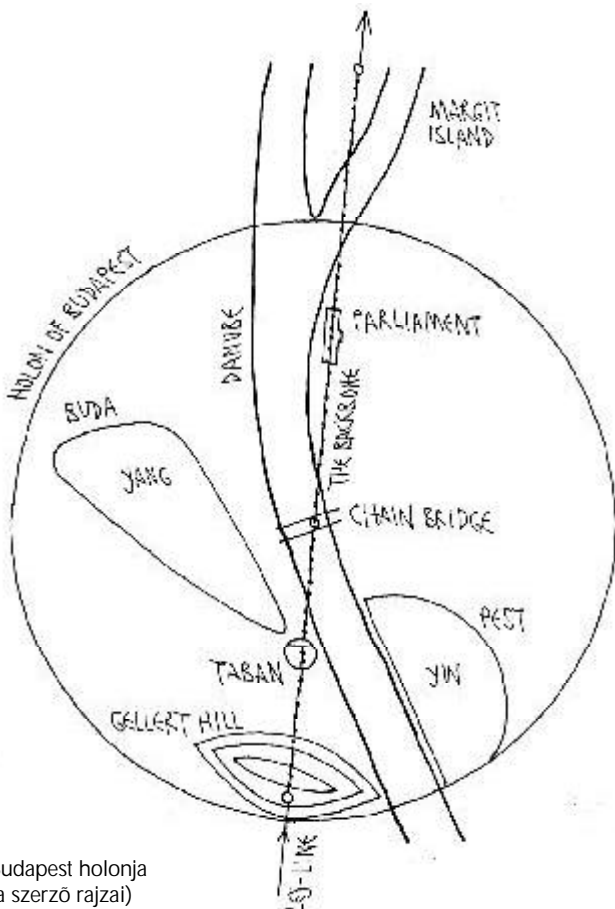 MARGIT
ISLAND
HOLON OF BUDAPEST
DANUBE
PARLIAMENT
THE BACKBONE
BUDA
YANG
CHAIN BRIDGE
PEST
YIN
TABAN
GELLERT HILL
-LINE
udapest holonja
a szerző rajzai)